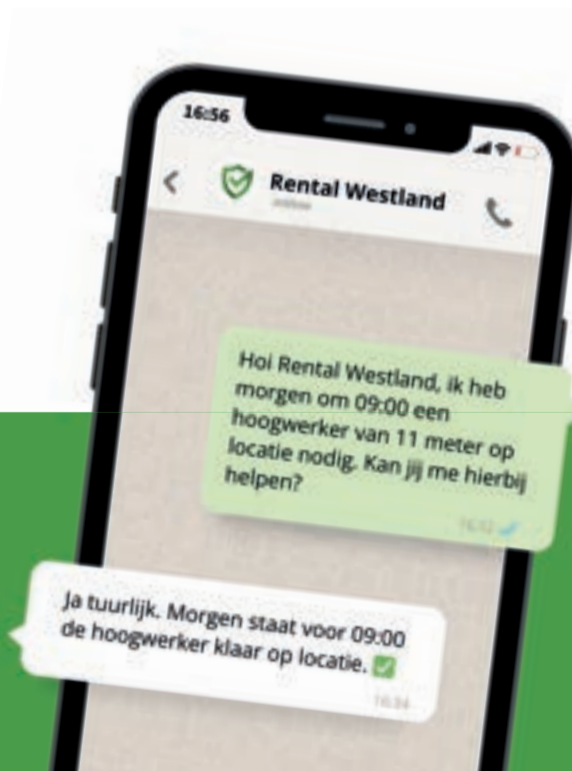 16:56
Rental Westland
online
Hoi Rental Westland, ik heb
morgen om 09:00 een
hoogwerker van 11 meter op
locatie nodig. Kan jij me hierbij
helpen?
Ja tuurlijk. Morgen staat voor 09:00
de hoogwerker klaar op locatie. ✅